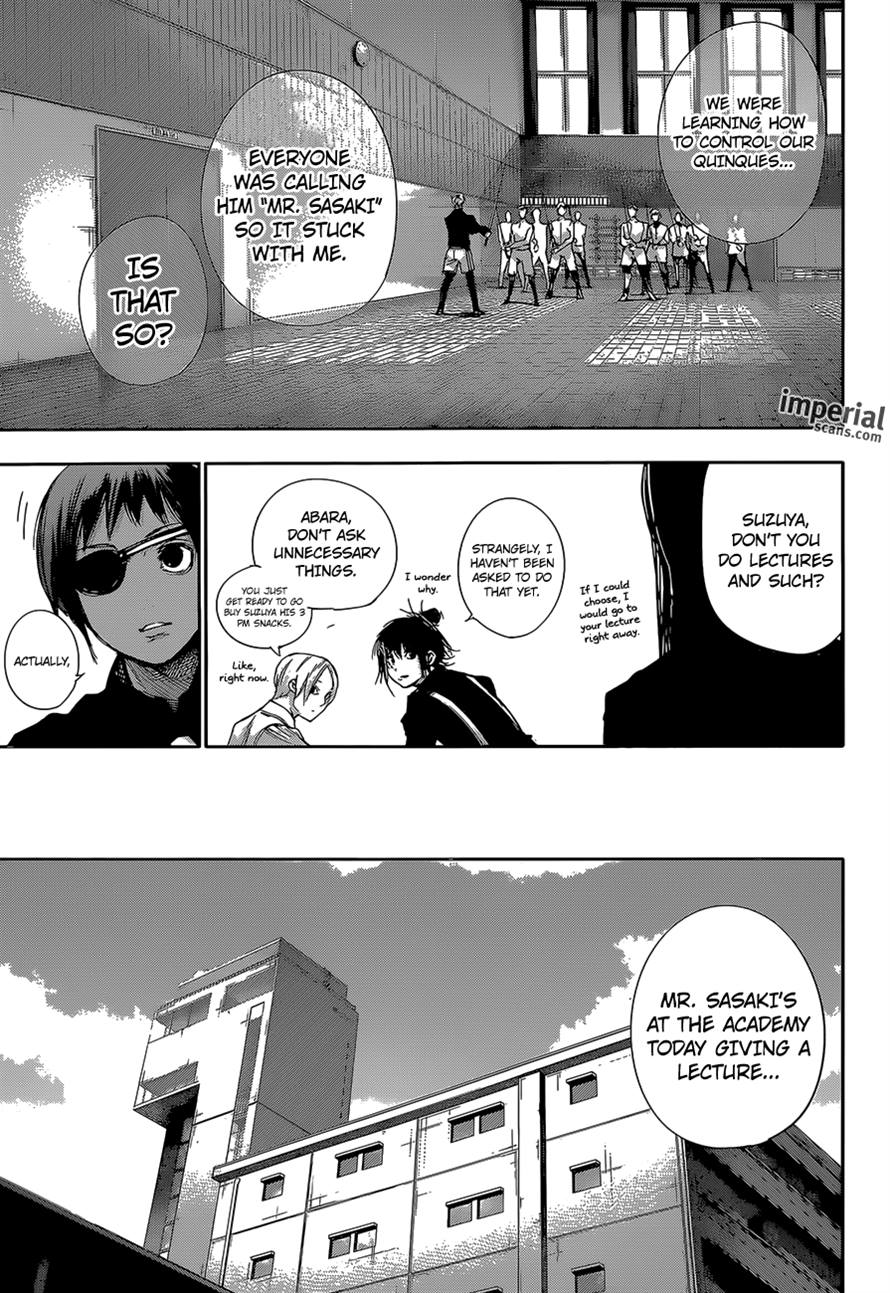 WE WERE
LEARNING HOW
TO CONTROL OUR
QUINQUES...
EVERYONE
WAS CALLING
HIM "MR. SASAKI"
SO IT STUCK
WITH ME.
IS
THAT
SO?
imperial
scans.com
SUZUYA,
DON'T YOU
DO LECTURES
AND SUCH?
If I could
choose, I
would go to
your lecture
right away.
STRANGELY, I
HAVEN'T BEEN
ASKED TO DO
THAT YET.
I wonder
why.
ABARA,
DON'T ASK
UNNECESSARY
THINGS.
YOU JUST
GET READY TO GO
BUY SUZUYA HIS 3
PM SNACKS.
Like,
right now.
ACTUALLY,
MR. SASAKI'S
AT THE ACADEMY
TODAY GIVING A
LECTURE...